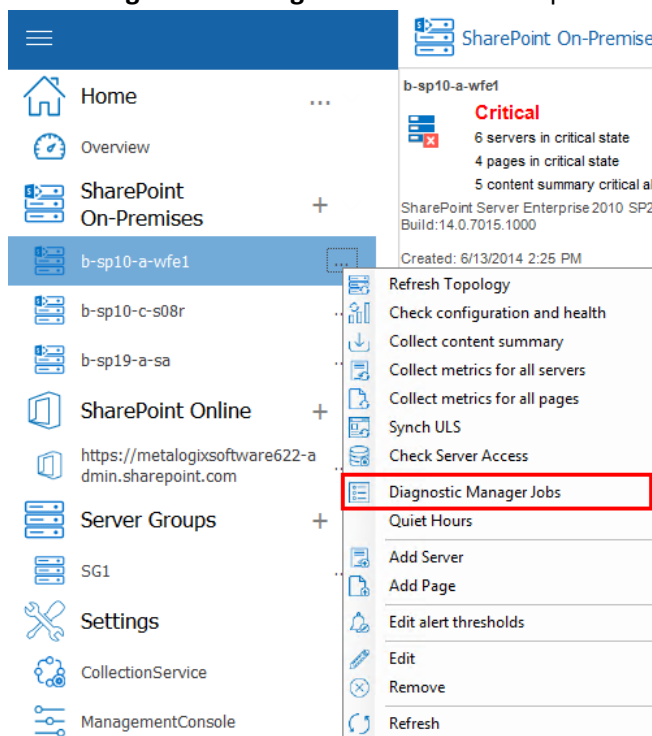 SharePoint On-Premise
Home ...
Overview
SharePoint
On-Premises +
b-sp10-a-wfe1 ...
b-sp10-c-s08r
b-sp19-a-sa
SharePoint Online +
https://metalogixsoftware622-a
dmin.sharepoint.com
Server Groups +
SG1
Settings
CollectionService
ManagementConsole
b-sp10-a-wfe1
Critical
6 servers in critical state
4 pages in critical state
5 content summary critical al
SharePoint Server Enterprise 2010 SP2
Build:14.0.7015.1000
Created: 6/13/2014 2:25 PM
Refresh Topology
Check configuration and health
Collect content summary
Collect metrics for all servers
Collect metrics for all pages
Synch ULS
Check Server Access
Diagnostic Manager Jobs
Quiet Hours
Add Server
Add Page
Edit alert thresholds
Edit
Remove
Refresh